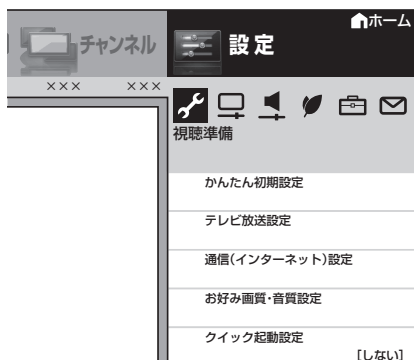 ホーム
チャンネル
設定
××× ×××
視聴準備
かんたん初期設定
テレビ放送設定
通信(インターネット)設定
お好み画質・音質設定
クイック起動設定
[しない]